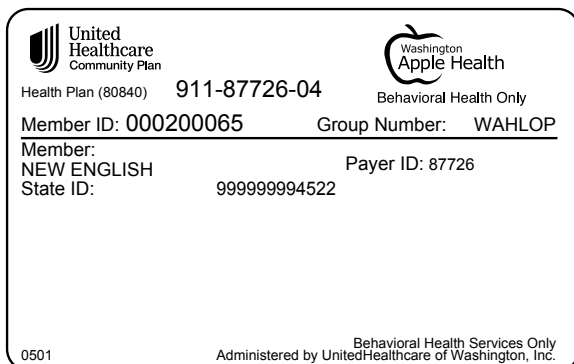 United
Healthcare
Community Plan
Washington
Apple Health
Behavioral Health Only
Health Plan (80840) 911-87726-04
Member ID: 000200065 Group Number: WAHLOP
Member:
NEW ENGLISH
Payer ID: 87726
State ID: 999999994522
Behavioral Health Services Only
0501 Administered by UnitedHealthcare of Washington, Inc.